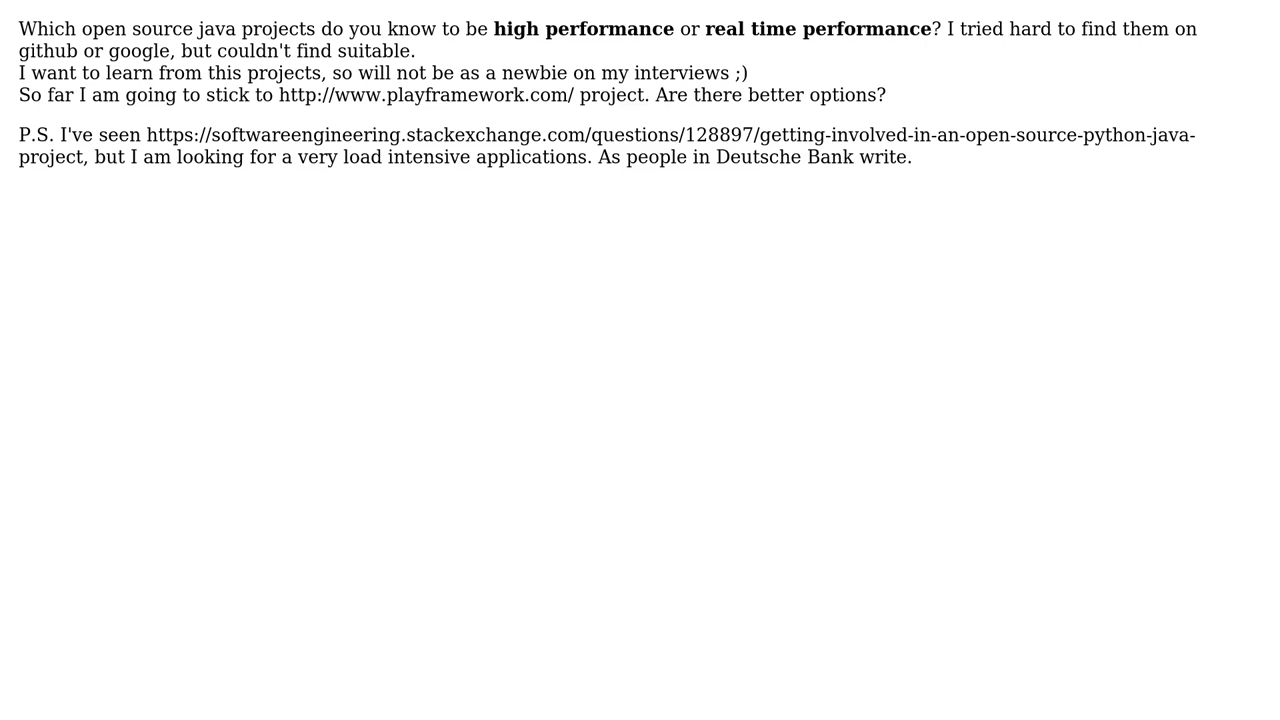 Which open source java projects do you know to be high performance or real time performance? I tried hard to find them on
github or google, but couldn't find suitable.
I want to learn from this projects, so will not be as a newbie on my interviews ;)
So far I am going to stick to http://www.playframework.com/ project. Are there better options?
P.S. I've seen https://softwareengineering.stackexchange.com/questions/128897/getting-involved-in-an-open-source-python-java-
project, but I am looking for a very load intensive applications. As people in Deutsche Bank write.